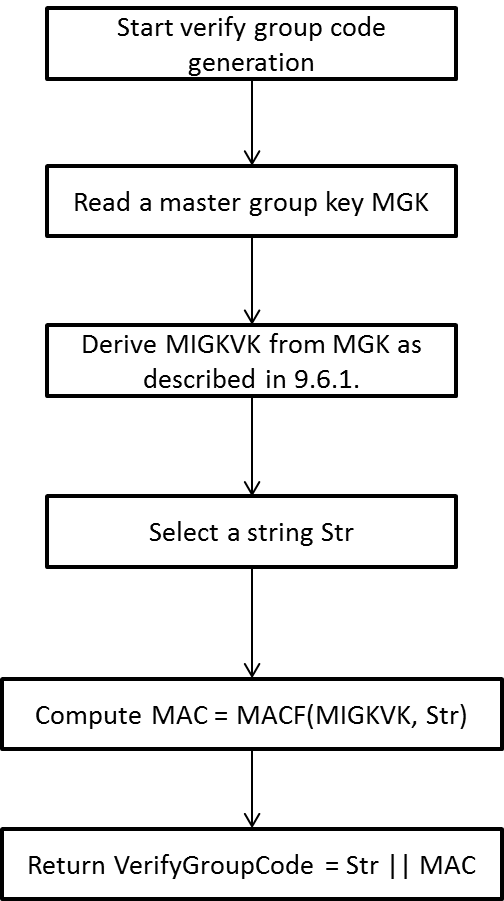 Start verify group code
generation
Read a master group key MGK
Derive MIGKVK from MGK as
described in 9.6.1.
Select a string Str
Compute MAC = MACF(MIGKVK, Str)
Return VerifyGroupCode = Str || MAC